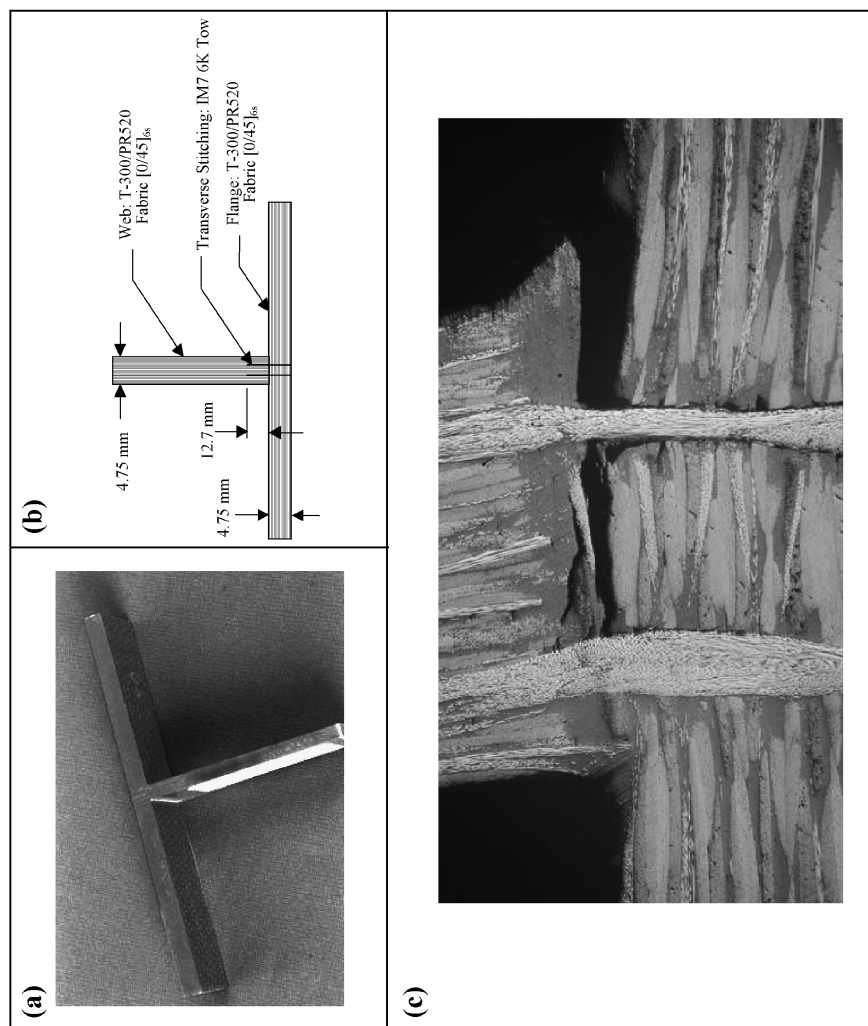 (a)
(b)
4.75 mm
12.7 mm
4.75 mm
Web: T-300/PR520
Fabric [0/45]6s
Transverse Stitching: IM7 6K Tow
Flange: T-300/PR520
Fabric [0/45]6s
(c)